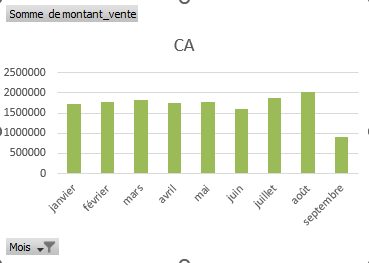 Somme de montant_vente
CA
2500000
2000000
1500000
1000000
500000
0
janvier
février
mars
avril
mai
juin
juillet
août
septembre
Mois